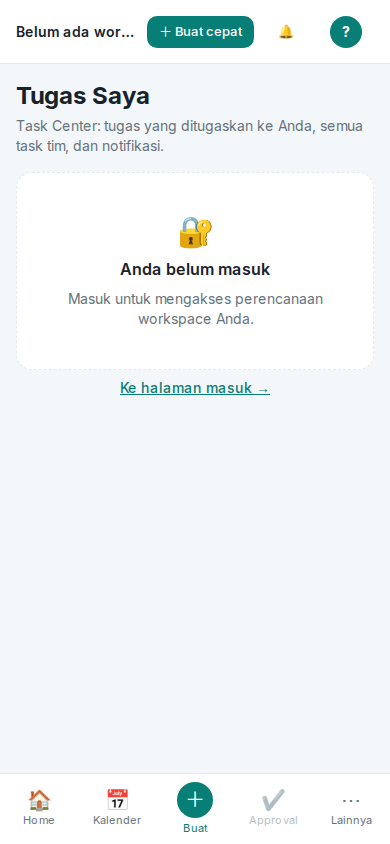 Belum ada wor...
+ Buat cepat
?
Tugas Saya
Task Center: tugas yang ditugaskan ke Anda, semua
task tim, dan notifikasi.
Anda belum masuk
Masuk untuk mengakses perencanaan
workspace Anda.
Ke halaman masuk →
Home
Kalender
Buat
Approval
Lainnya